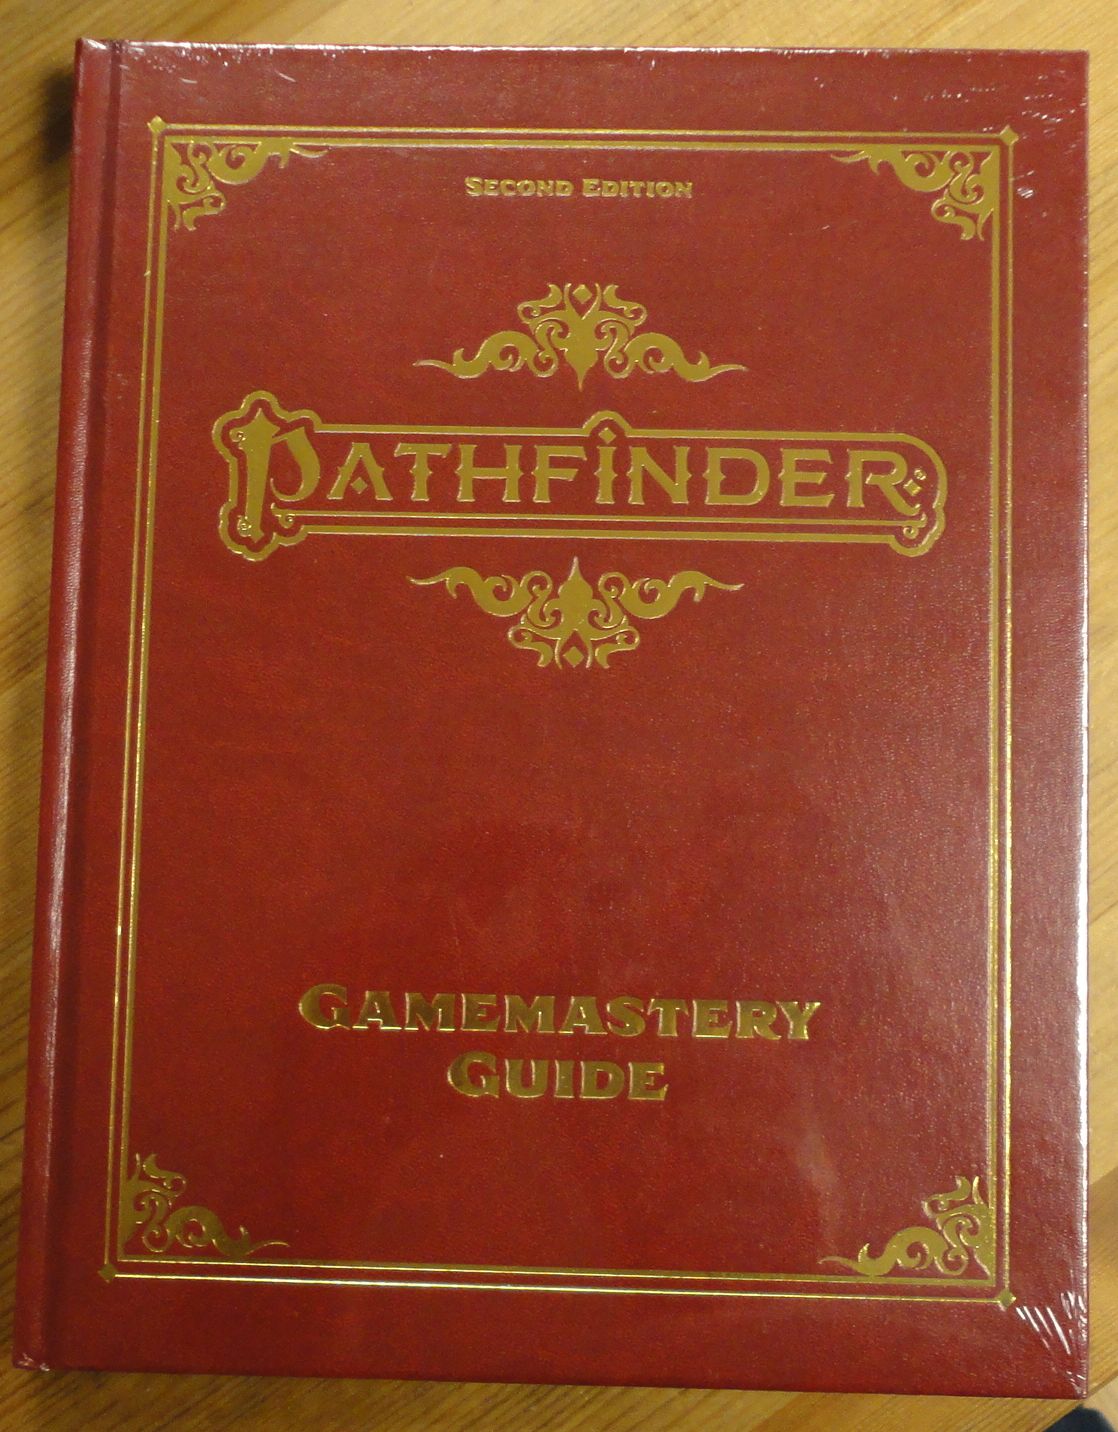 SECOND EDITION
PATHFINDER
GAMEMASTERY
GUIDE